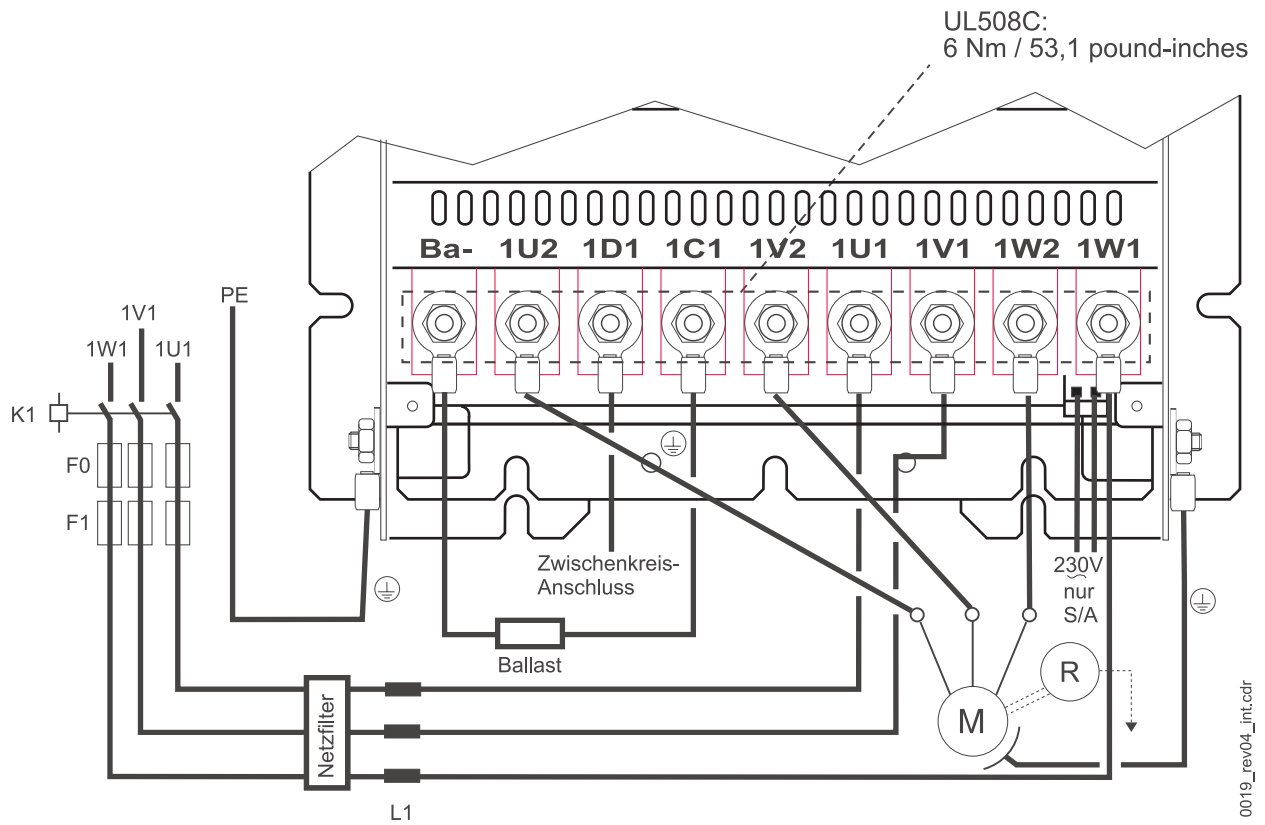 UL508C:
6 Nm / 53,1 pound-inches
Ba- 1U2 1D1 1C1 1V2 1U1 1V1 1W2 1W1
PE
1V1
1W1
1U1
K1
F0
F1
Zwischenkreis-
Anschluss
230V
nur
S/A
Ballast
R
M
Netzfilter
L1
0019_rev04_int.cdr